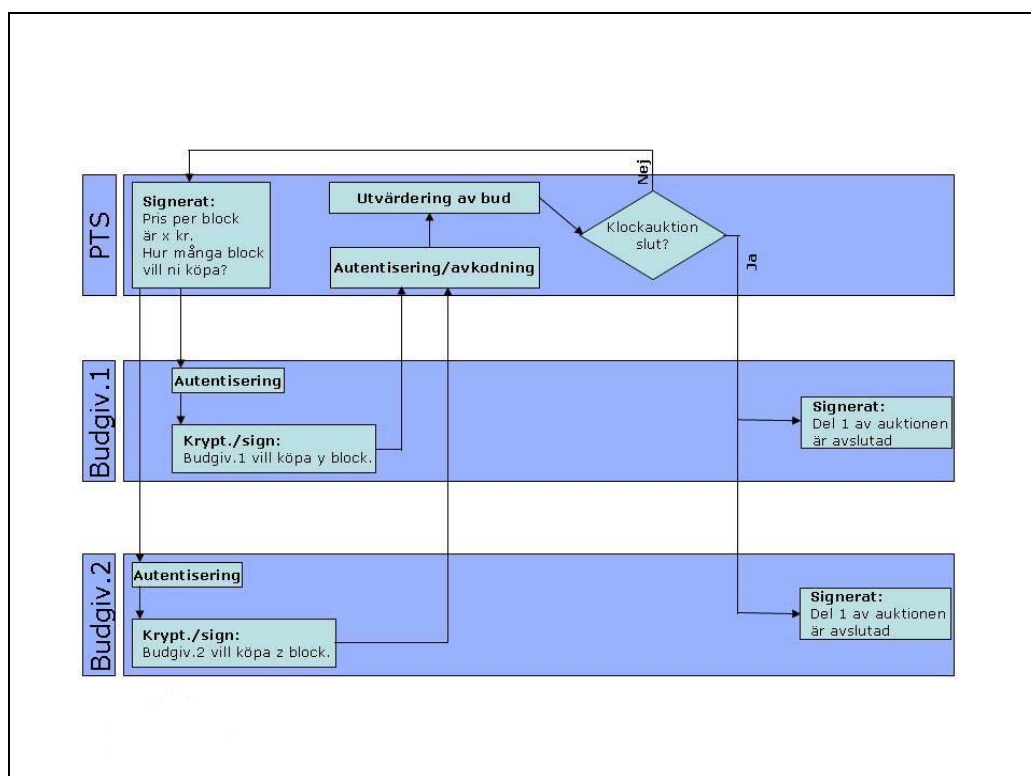 Nej
PTS
Signerat:
Pris per block
är x kr.
Hur många block
vill ni köpa?
Utvärdering av bud
Autentisering/avkodning
Klockauktion
slut?
Ja
Budgiv.1
Autentisering
Krypt./sign:
Budgiv.1 vill köpa y block.
Signerat:
Del 1 av auktionen
är avslutad
Budgiv.2
Autentisering
Krypt./sign:
Budgiv.2 vill köpa z block.
Signerat:
Del 1 av auktionen
är avslutad